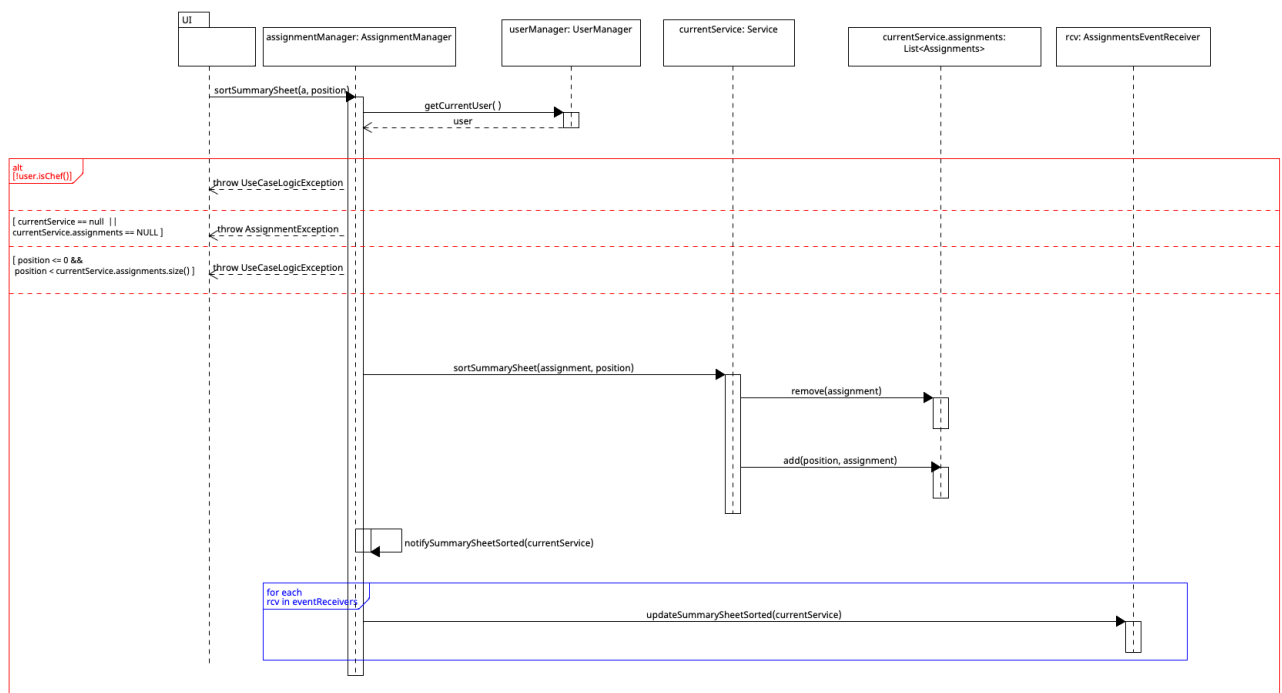 UI
assignmentManager: AssignmentManager
userManager: UserManager
currentService: Service
currentService.assignments:
List<Assignments>
rcv: AssignmentsEventReceiver
sortSummarySheet(a, position)
getCurrentUser( )
user
alt
[!user.isChef()]
throw UseCaseLogicException
[ currentService == null  ||
currentService.assignments == NULL ]
throw AssignmentException
[ position <= 0 &&
position < currentService.assignments.size() ]
throw UseCaseLogicException
sortSummarySheet(assignment, position)
remove(assignment)
add(position, assignment)
notifySummarySheetSorted(currentService)
for each
rcv in eventReceivers
updateSummarySheetSorted(currentService)